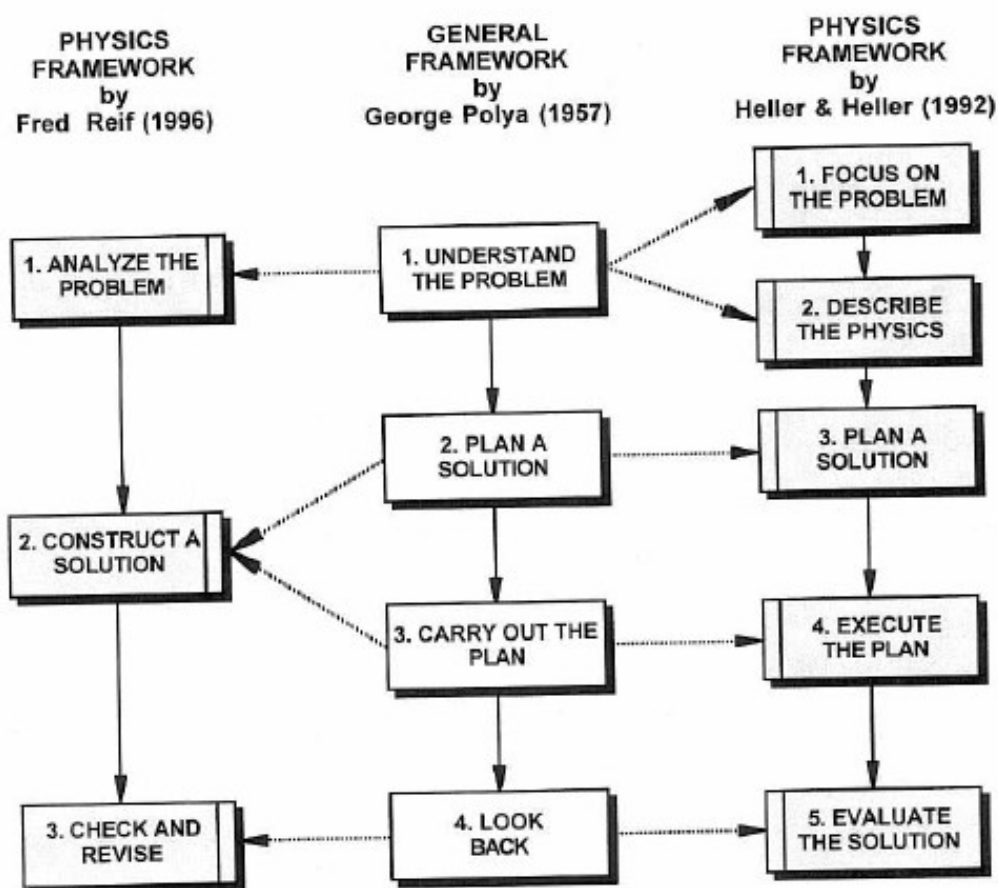 PHYSICS
FRAMEWORK
by
Fred Reif (1996)
GENERAL
FRAMEWORK
by
George Polya (1957)
PHYSICS
FRAMEWORK
by
Heller & Heller (1992)
1. ANALYZE THE
PROBLEM
2. CONSTRUCT A
SOLUTION
3. CHECK AND
REVISE
1. UNDERSTAND
THE PROBLEM
2. PLAN A
SOLUTION
3. CARRY OUT THE
PLAN
4. LOOK
BACK
1. FOCUS ON
THE PROBLEM
2. DESCRIBE
THE PHYSICS
3. PLAN A
SOLUTION
4. EXECUTE
THE PLAN
5. EVALUATE
THE SOLUTION